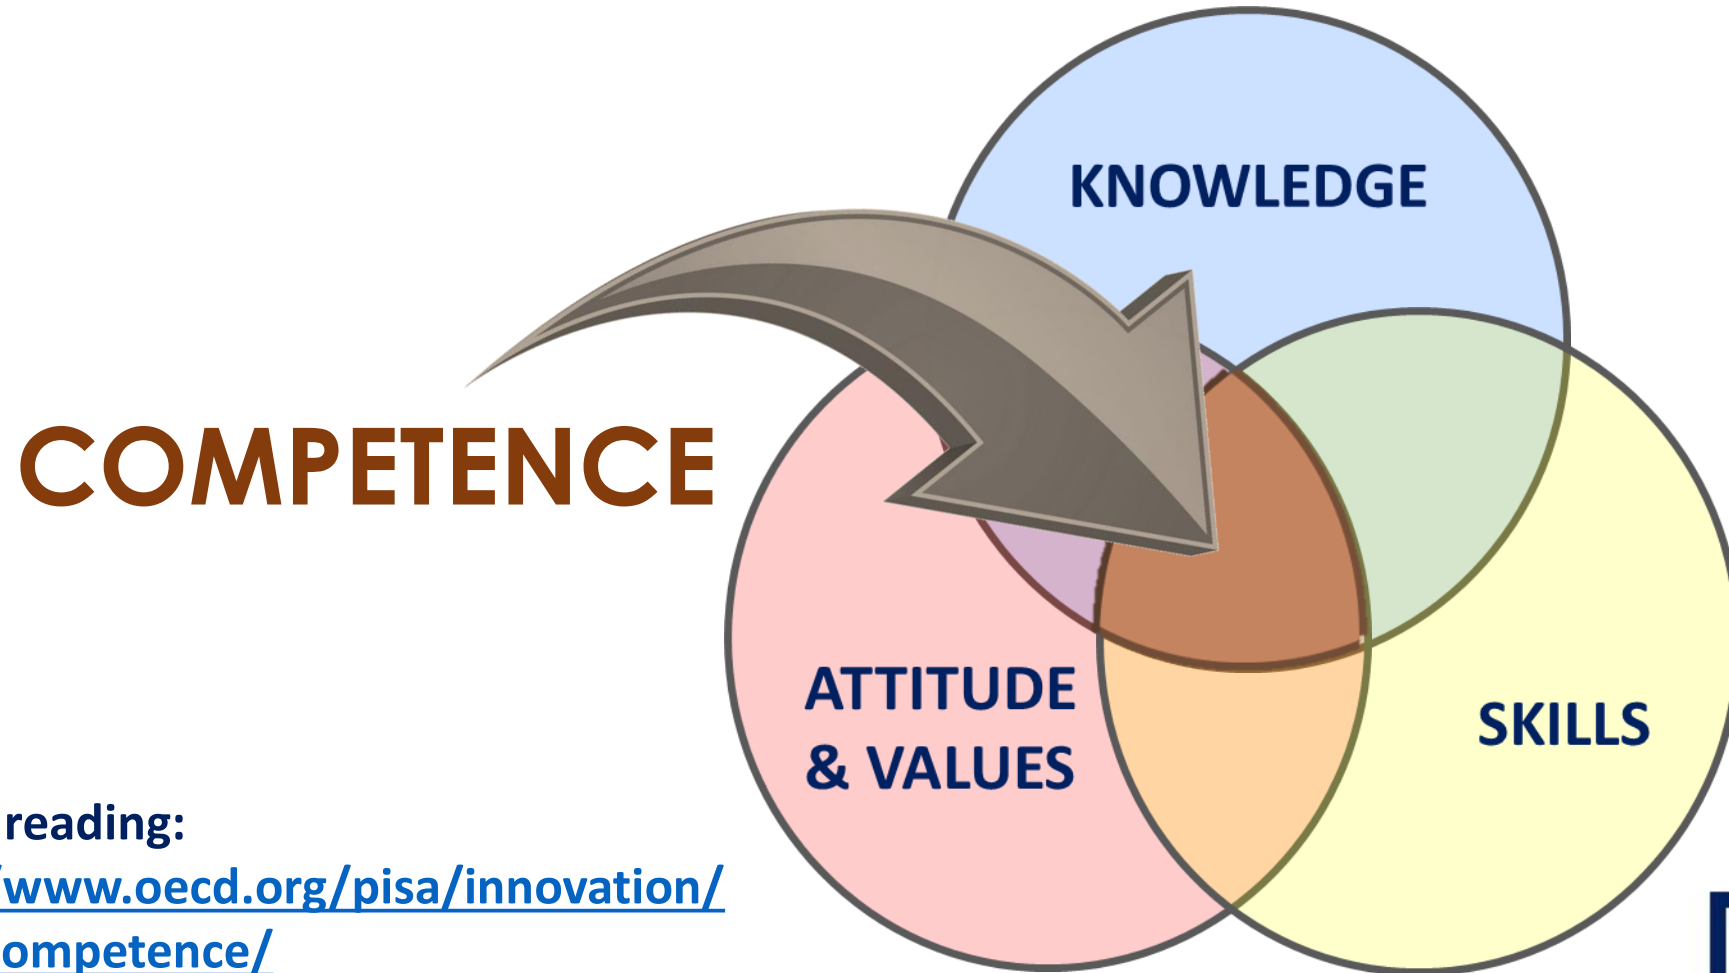 KNOWLEDGE
COMPETENCE
ATTITUDE
& VALUES
SKILLS
reading:
/www.oecd.org/pisa/innovation/
ompetence/